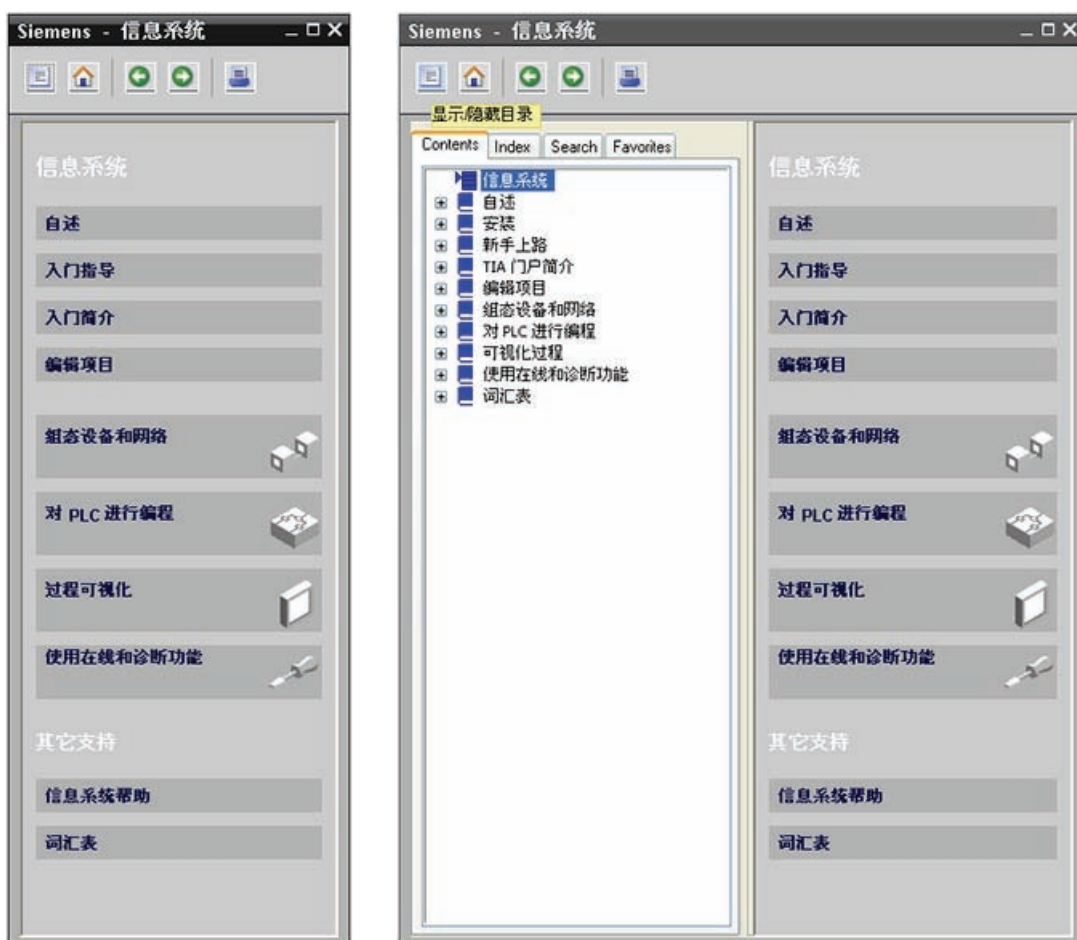 Siemens - 信息系统
信息系统
自述
入门指导
入门简介
编辑项目
组态设备和网络
对 PLC 进行编程
过程可视化
使用在线和诊断功能
其它支持
信息系统帮助
词汇表
Siemens - 信息系统
显示/隐藏目录
Contents Index Search Favorites
信息系统
自述
安装
新手上路
TIA 门户简介
编辑项目
组态设备和网络
对 PLC 进行编程
可视化过程
使用在线和诊断功能
词汇表
信息系统
自述
入门指导
入门简介
编辑项目
组态设备和网络
对 PLC 进行编程
过程可视化
使用在线和诊断功能
其它支持
信息系统帮助
词汇表